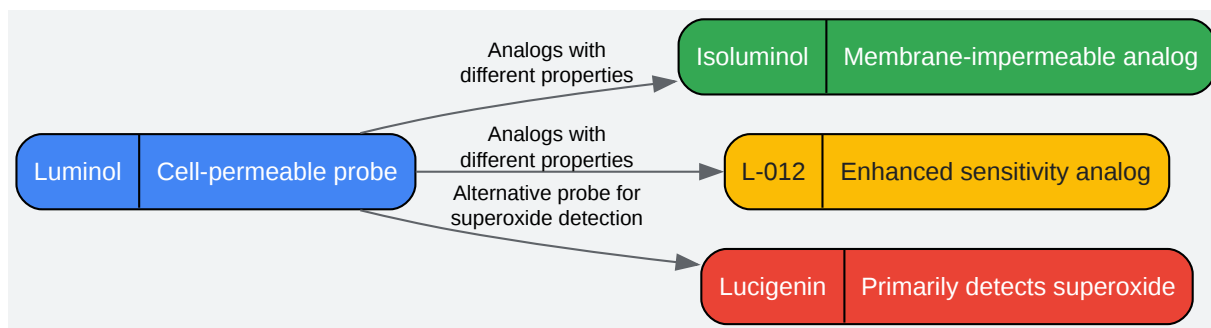 Analogs with
different properties
Isoluminol
Membrane-impermeable analog
Luminol
Cell-permeable probe
Analogs with
different properties
L-012
Enhanced sensitivity analog
Alternative probe for
superoxide detection
Lucigenin
Primarily detects superoxide